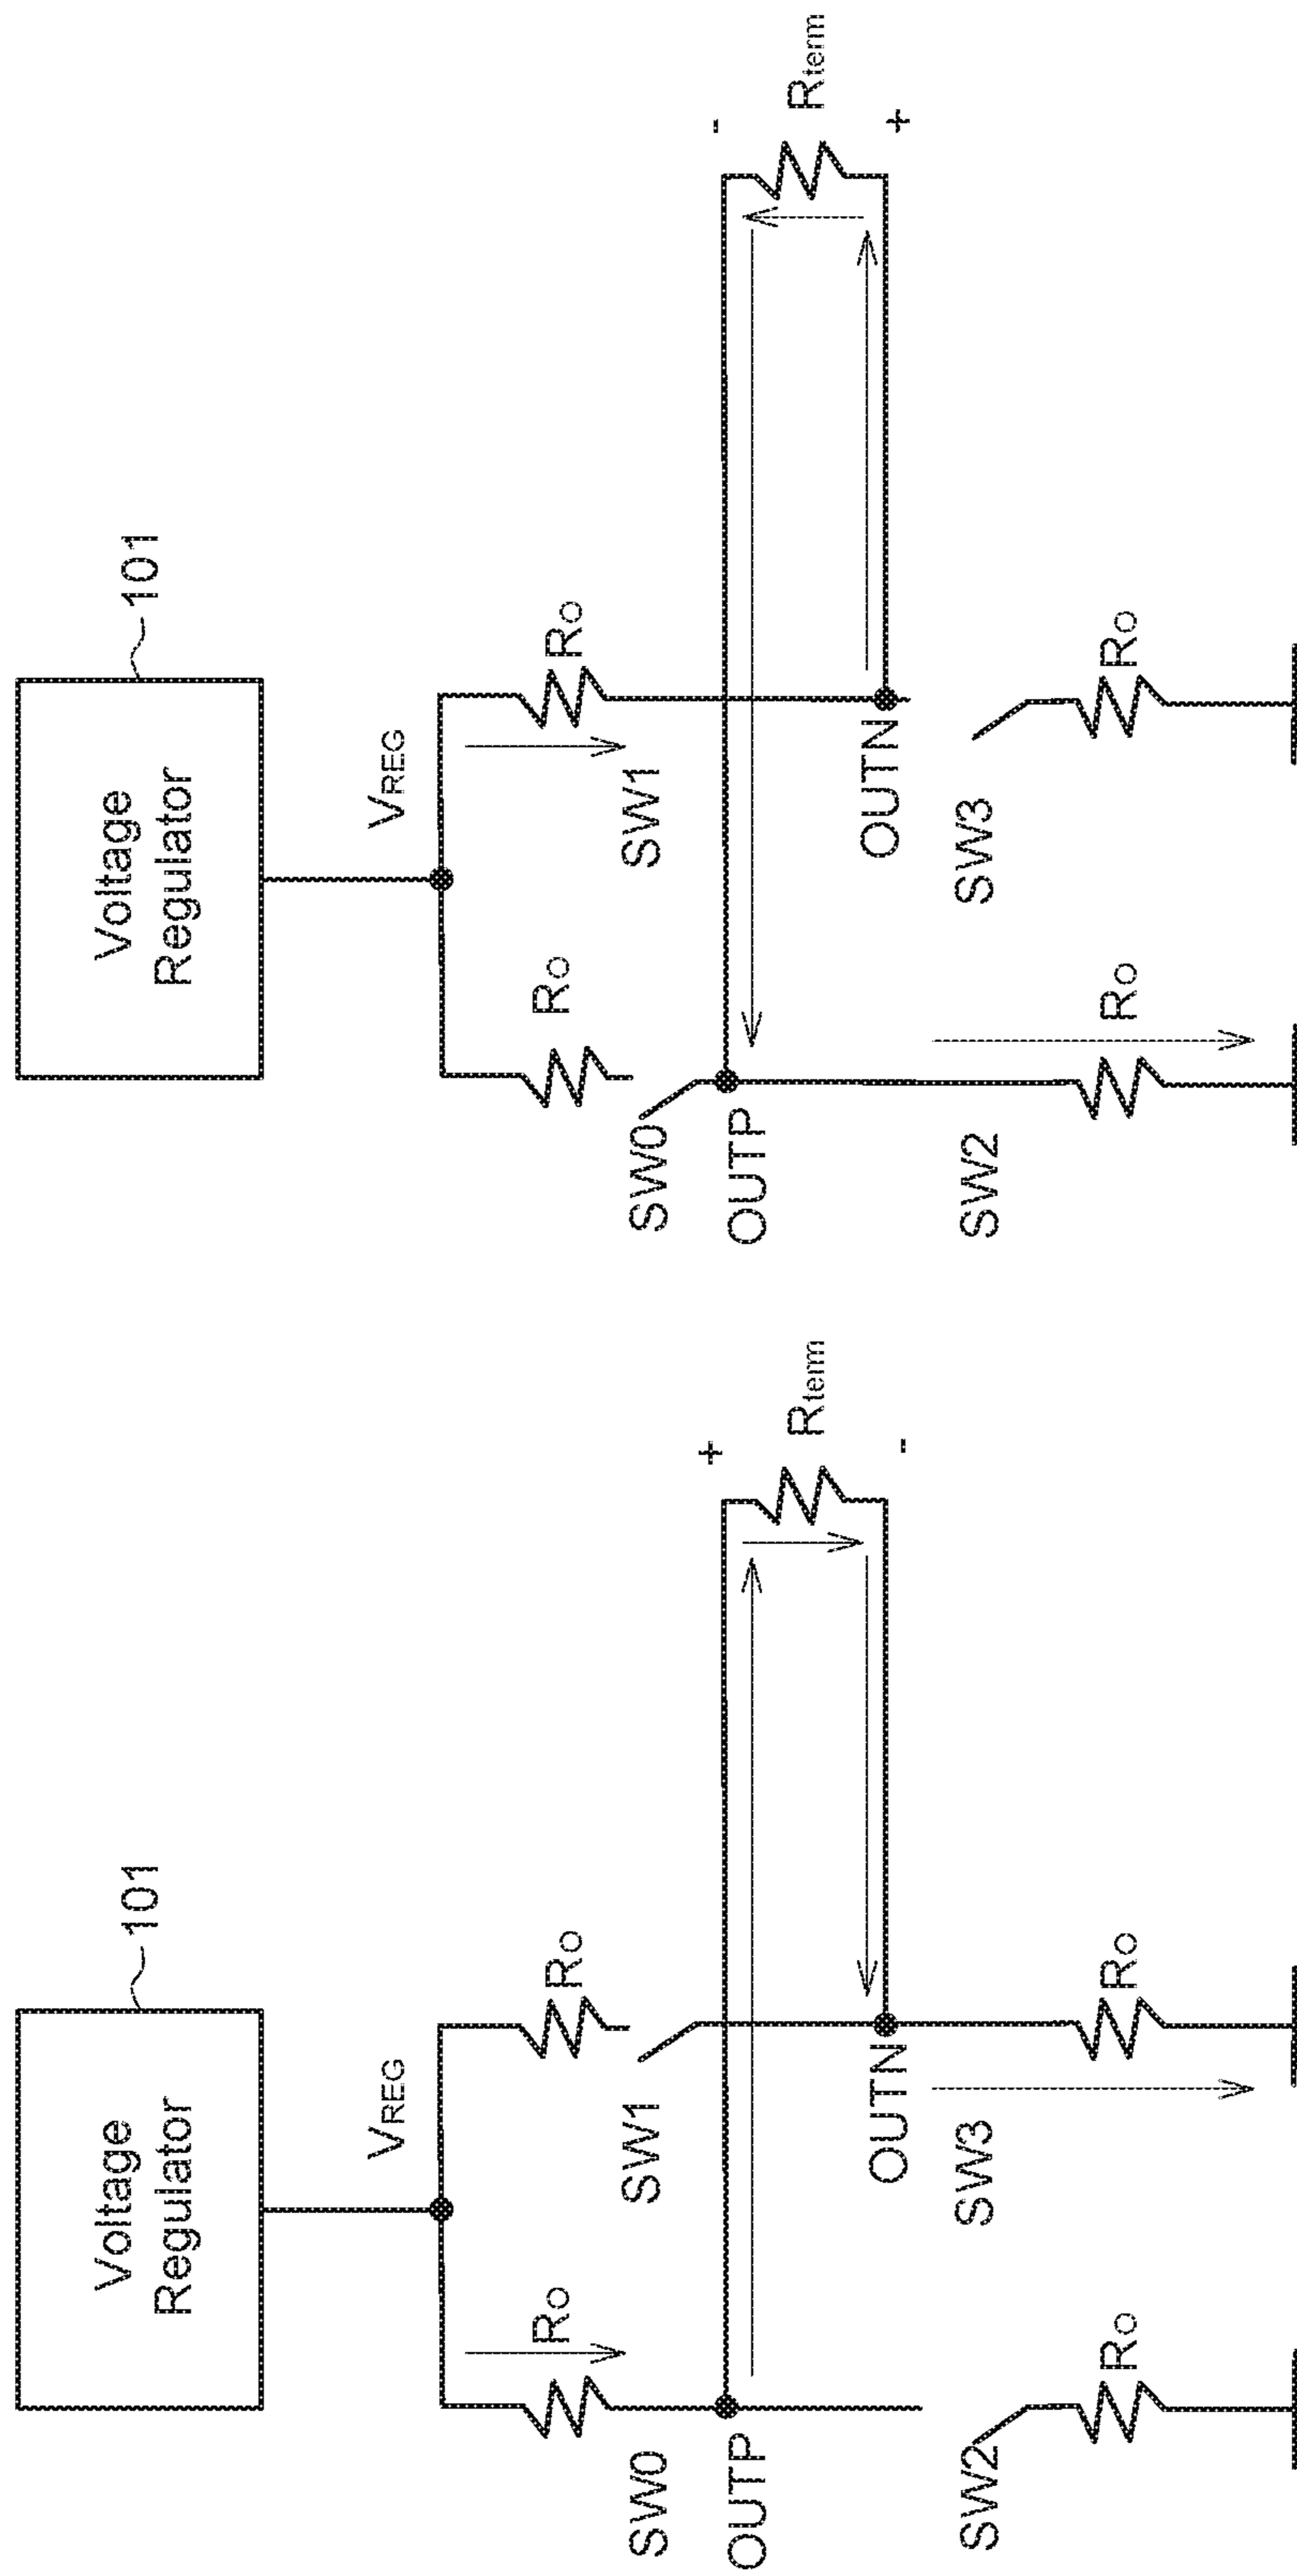 Voltage
Regulator
101
VREG
RO
RO
SW0
SW1
OUTP
+
Rterm
-
OUTN
SW2
SW3
RO
RO
Voltage
Regulator
101
VREG
RO
RO
SW0
SW1
OUTP
-
Rterm
+
OUTN
SW2
SW3
RO
RO